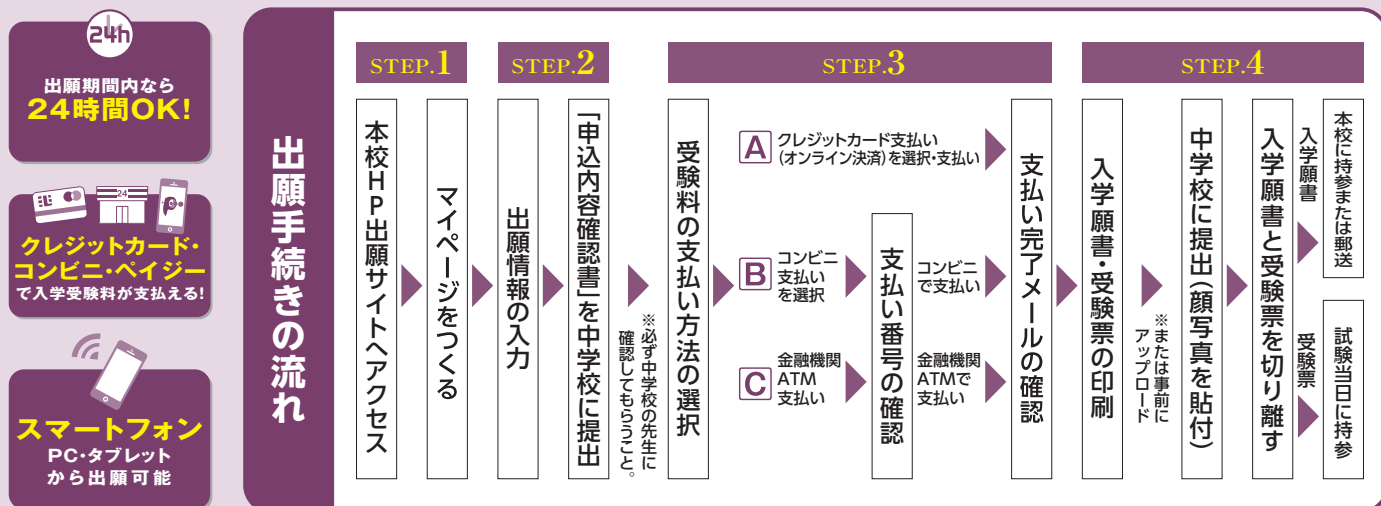 24h
出願期間内なら
24時間OK!
24
クレジットカード・
コンビニ・ペイジー
で入学受験料が支払える!
スマートフォン
PC・タブレット
から出願可能
出願手続きの流れ
STEP.1
本校HP出願サイトへアクセス
マイページをつくる
STEP.2
出願情報の入力
「申込内容確認書」を中学校に提出
※必ず中学校の先生に
確認してもらうこと。
STEP.3
受験料の支払い方法の選択
A
クレジットカード支払い
(オンライン決済)を選択・支払い
B
コンビニ
支払い
を選択
C
金融機関
ATM
支払い
支払い番号の確認
コンビニ
で支払い
金融機関
ATMで
支払い
支払い完了メールの確認
STEP.4
入学願書・受験票の印刷
※または事前に
アップロード
中学校に提出(顔写真を貼付)
入学願書と受験票を切り離す
入学願書
本校に持参または郵送
受験票
試験当日に持参